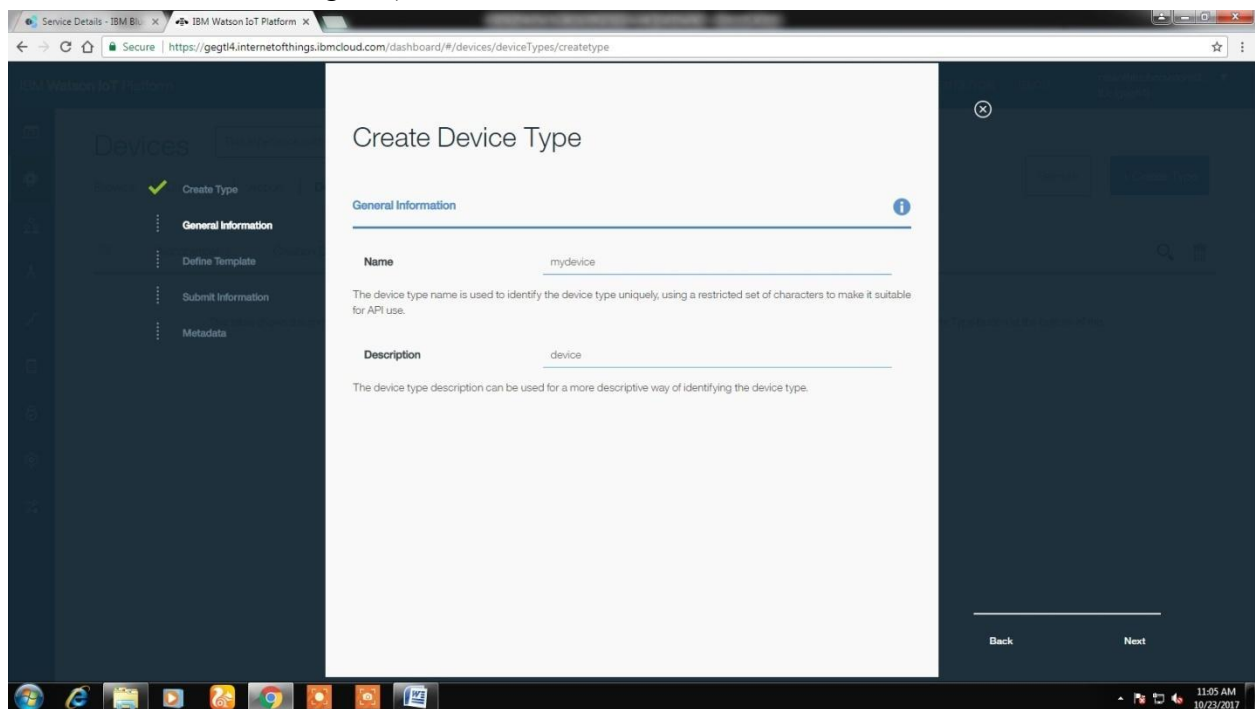 Service Details - IBM Blu
IBM Watson IoT Platform
Secure | https://gegtl4.internetofthings.ibmcloud.com/dashboard/#/devices/deviceTypes/createtype
IBM Watson IoT Platform
Devices
Create Device Type
Create Type
General Information
Define Template
Submit Information
Metadata
General Information
Name mydevice
The device type name is used to identify the device type uniquely, using a restricted set of characters to make it suitable
for API use.
Description device
The device type description can be used for a more descriptive way of identifying the device type.
Back Next
11:05 AM
10/23/2017